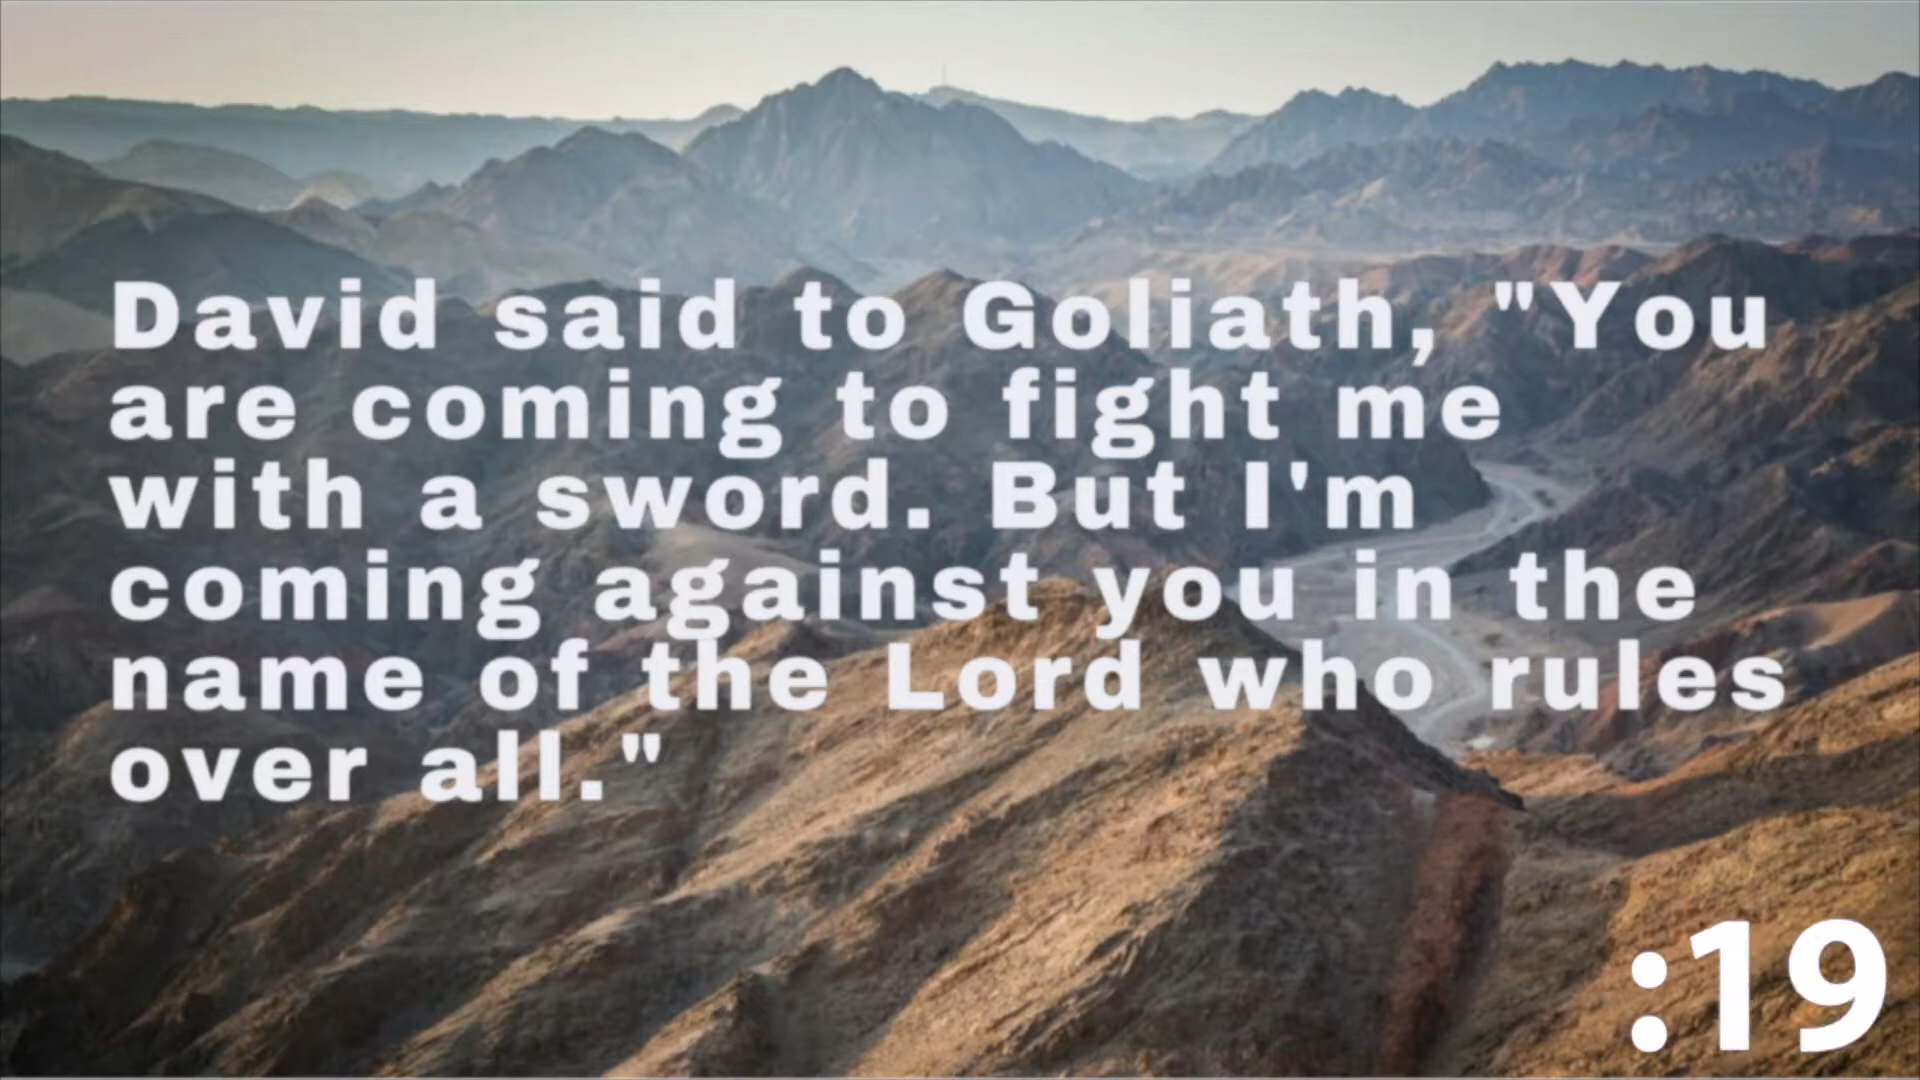 David said to Goliath, "You
are coming to fight me
with a sword. But I'm
coming against you in the
name of the Lord who rules
over all."
:19